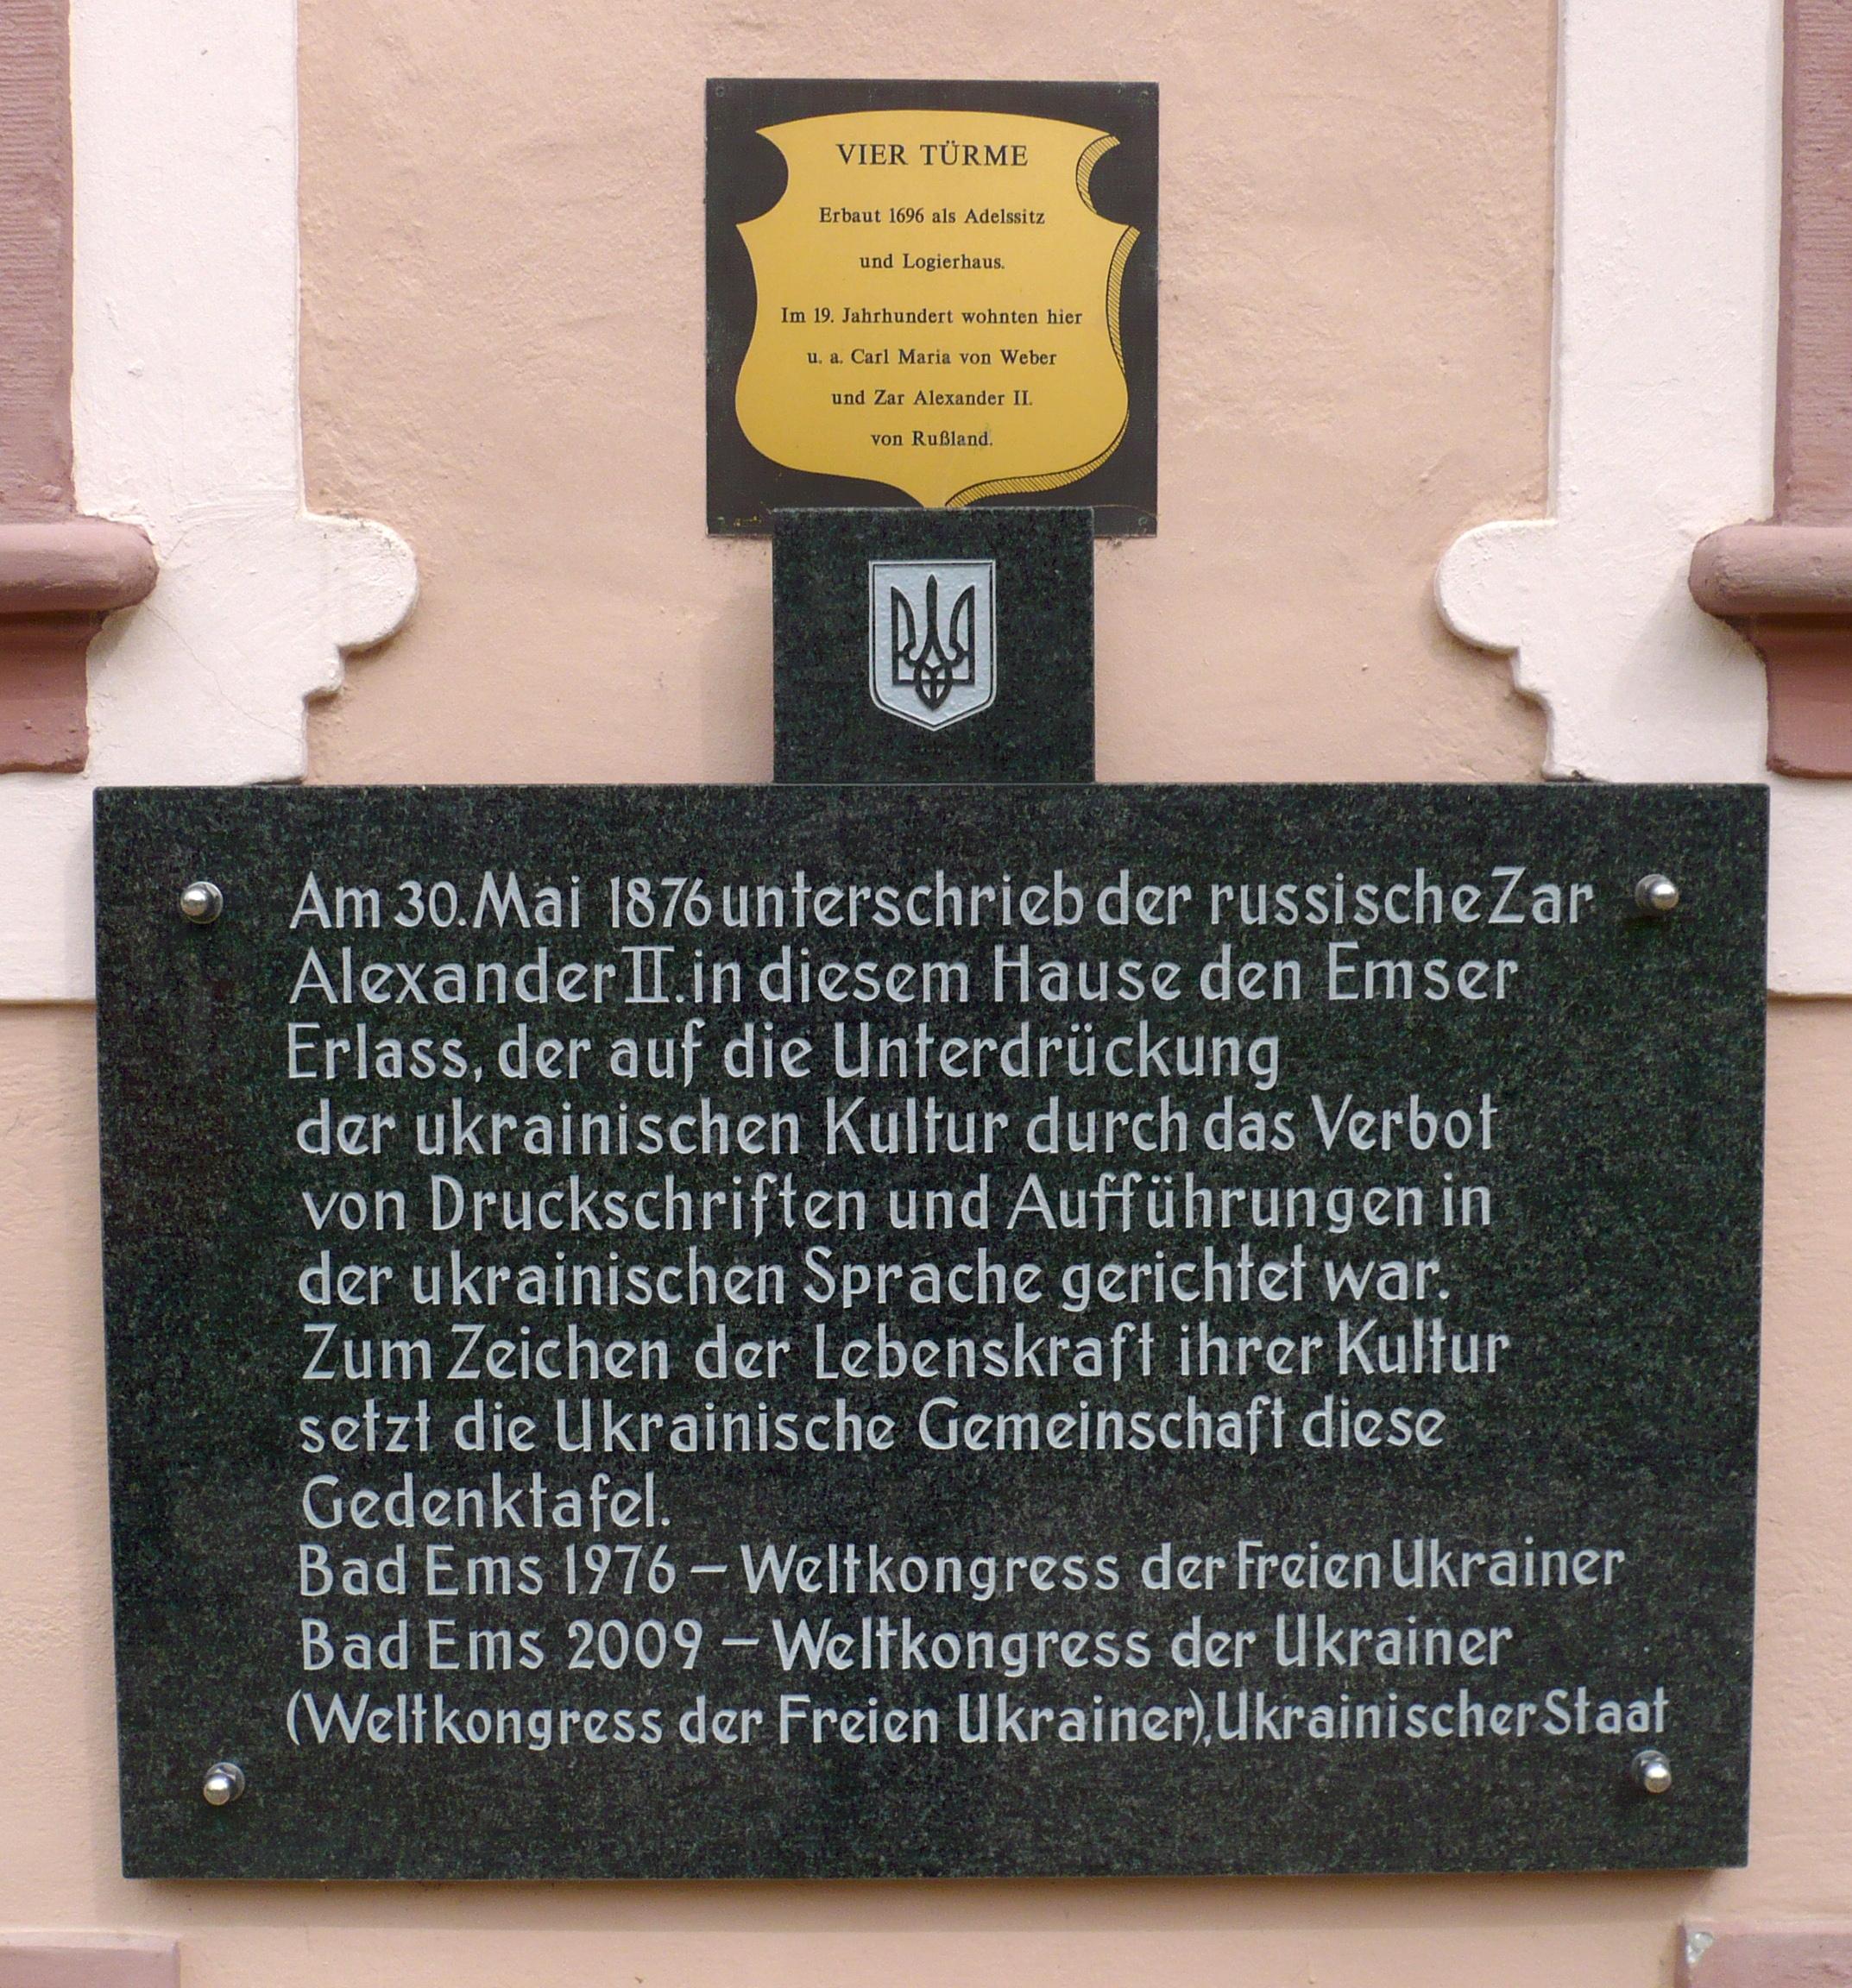 VIER TÜRME
Erbaut 1696 als Adelssitz
und Logierhaus.
Im 19. Jahrhundert wohnten hier
u. a. Carl Maria von Weber
und Zar Alexander II.
von Rußland.
Am 30. Mai 1876 unterschrieb der russische Zar
Alexander II. in diesem Hause den Emser
Erlass, der auf die Unterdrückung
der ukrainischen Kultur durch das Verbot
von Druckschriften und Aufführungen in
der ukrainischen Sprache gerichtet war.
Zum Zeichen der Lebenskraft ihrer Kultur
setzt die Ukrainische Gemeinschaft diese
Gedenktafel.
Bad Ems 1976 – Weltkongress der Freien Ukrainer
Bad Ems 2009 – Weltkongress der Ukrainer
(Weltkongress der Freien Ukrainer), Ukrainischer Staat